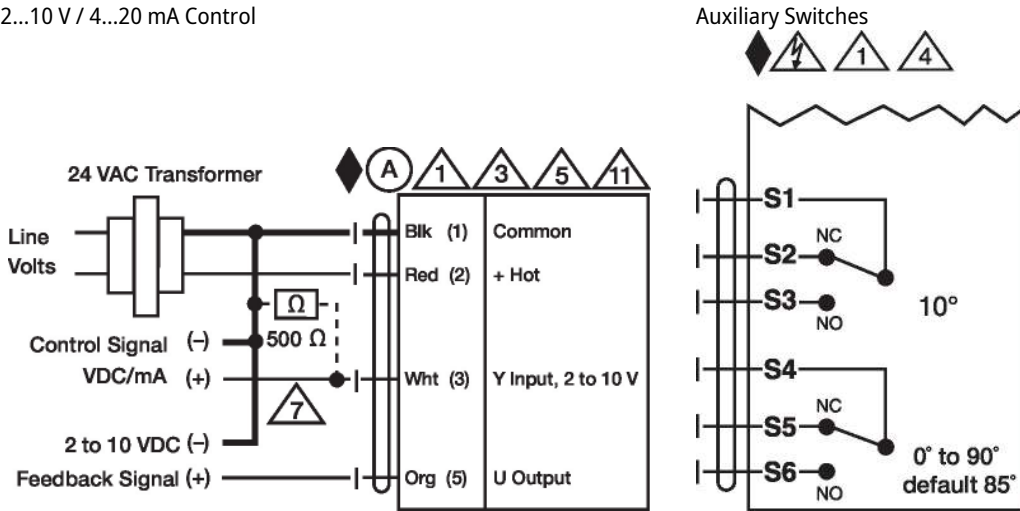 2...10 V / 4...20 mA Control
24 VAC Transformer
A
1
3
5
11
Line
Volts
Blk (1) Common
Red (2) + Hot
Ω
500 Ω
Control Signal (–)
VDC/mA (+)
7
Wht (3) Y Input, 2 to 10 V
2 to 10 VDC (–)
Feedback Signal (+)
Org (5) U Output
Auxiliary Switches
1
4
S1
NC
S2
S3
NO
10°
S4
NC
S5
S6
NO
0° to 90°
default 85°